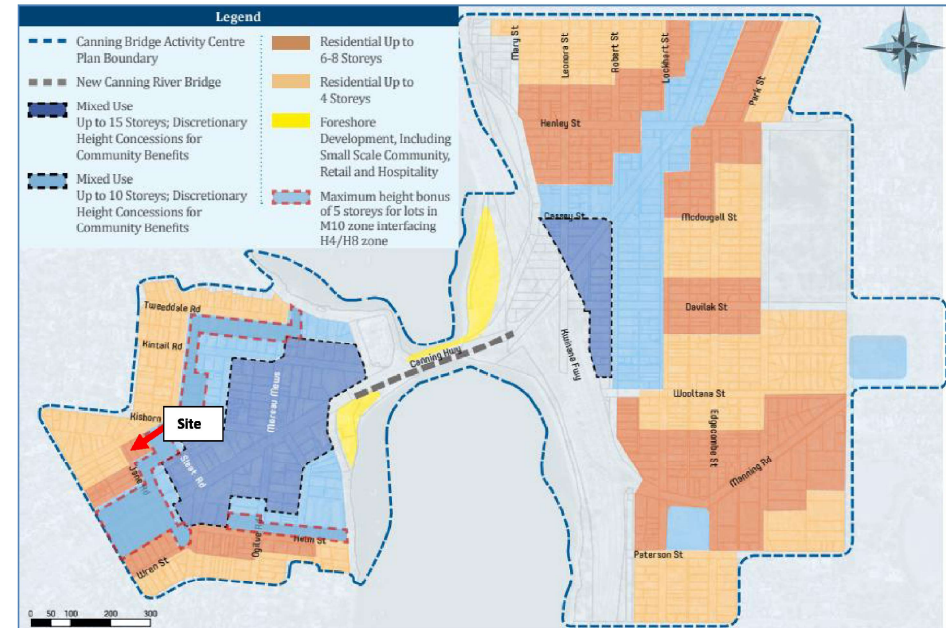 Legend
Canning Bridge Activity Centre
Plan Boundary
New Canning River Bridge
Mixed Use
Up to 15 Storeys; Discretionary
Height Concessions for
Community Benefits
Mixed Use
Up to 10 Storeys; Discretionary
Height Concessions for
Community Benefits
Residential Up to
6-8 Storeys
Residential Up to
4 Storeys
Foreshore
Development, Including
Small Scale Community,
Retail and Hospitality
Maximum height bonus
of 5 storeys for lots in
M10 zone interfacing
H4/H8 zone
Mary St
Leonora St
Robert St
Lockhart St
Park St
Henley St
Cassey St
Mcdougall St
Davilak St
Kwinana Fwy
Canning Hwy
Wooltana St
Edgecombe St
Manning Rd
Paterson St
Tweeddale Rd
Kintail Rd
Kishorn
Site
Moreau Mews
Sleat Rd
Helm St
Wren St
0 50 100 200 300